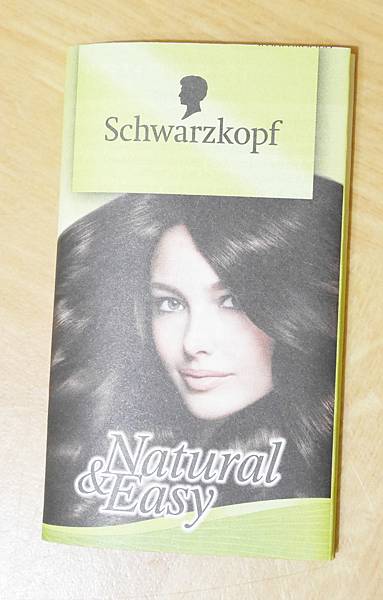 Schwarzkopf
Natural
& Easy